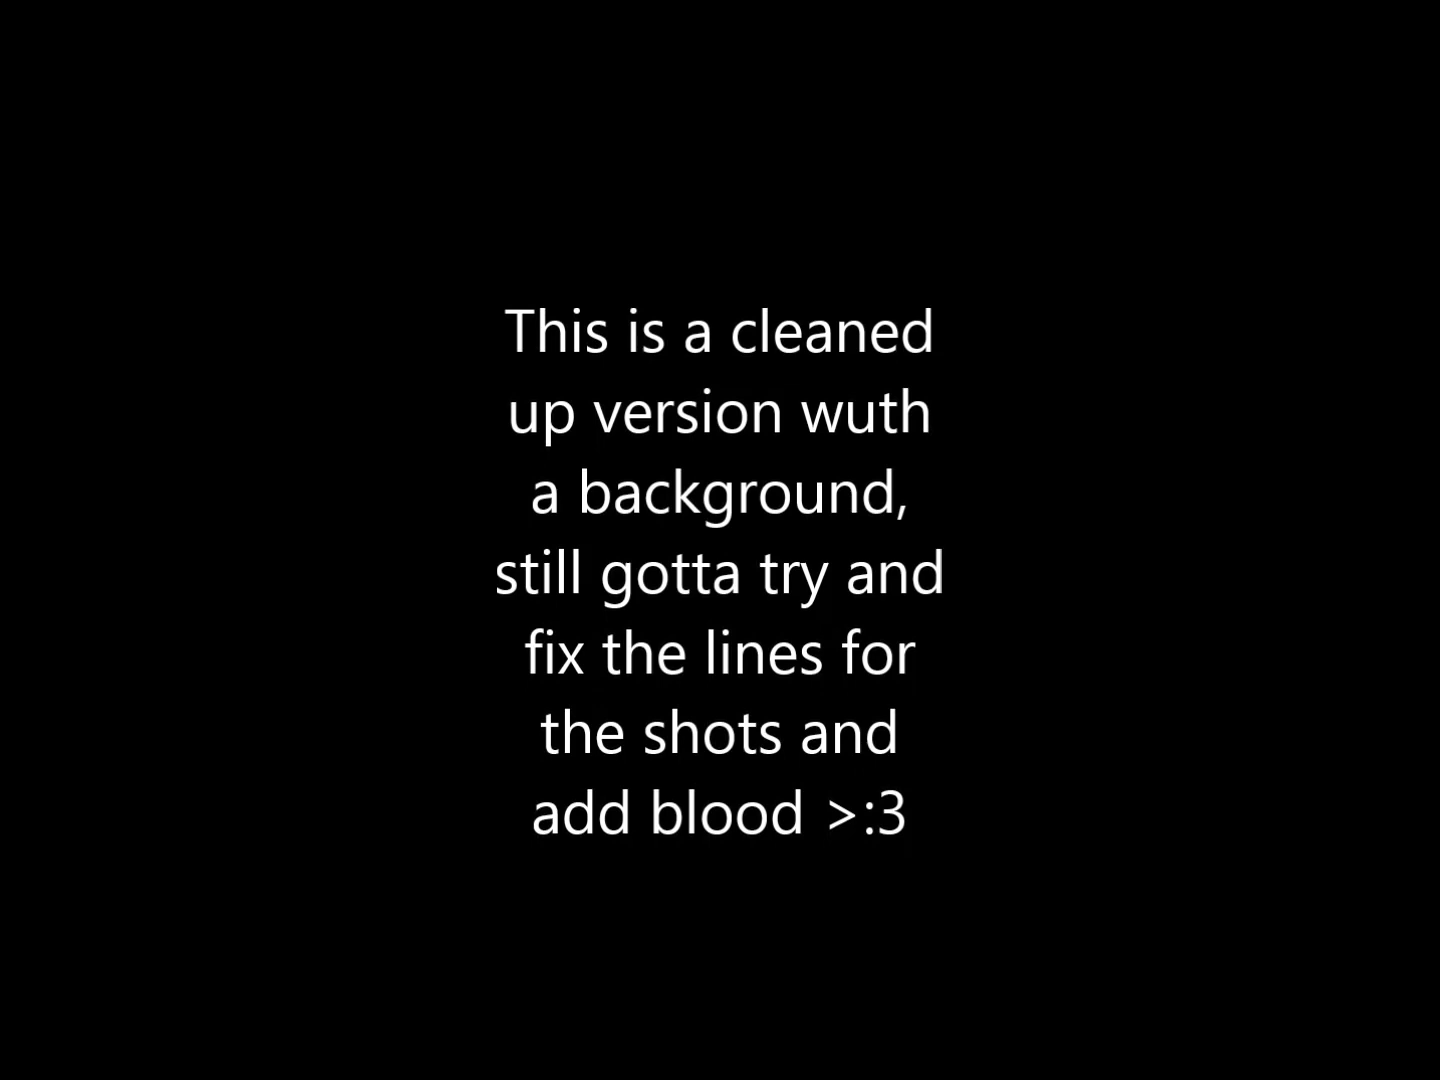 This is a cleaned
up version wuth
a background,
still gotta try and
fix the lines for
the shots and
add blood >:3